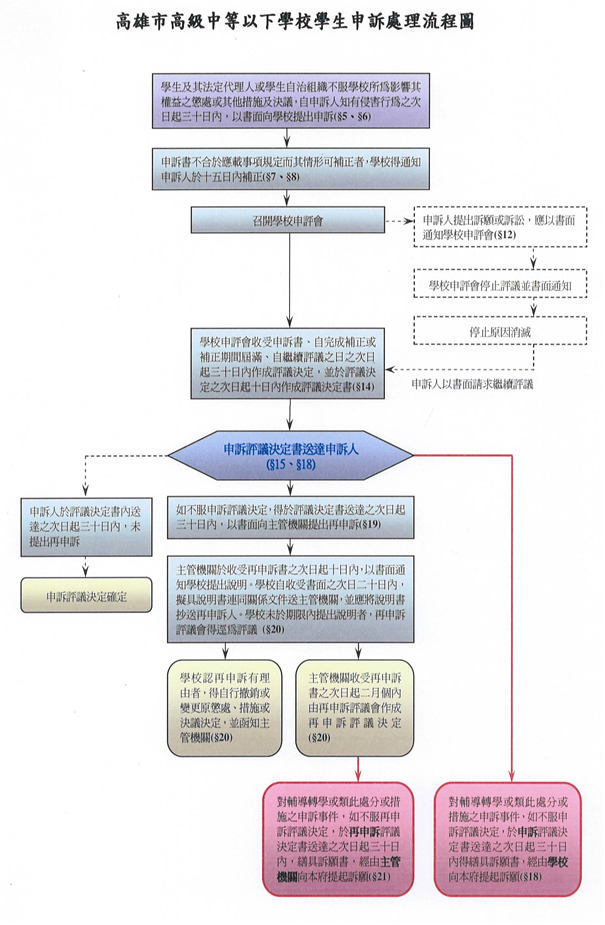 高雄市高級中等以下學校學生申訴處理流程圖
學生及其法定代理人或學生自治組織不服學校所為影響其
權益之懲處或其他措施及決議，自申訴人知有侵害行為之次
日起三十日內，以書面向學校提出申訴(§5、§6)
申訴書不合於應載事項規定而其情形可補正者，學校得通知
申訴人於十五日內補正(§7、§8)
召開學校申評會
申訴人提出訴願或訴訟，應以書面
通知學校申評會(§12)
學校申評會停止評議並書面通知
停止原因消滅
申訴人以書面請求繼續評議
學校申評會收受申訴書、自完成補正或
補正期間屆滿、自繼續評議之日之次日
起三十日內作成評議決定，並於評議決
定之次日起十日內作成評議決定書(§14)
申訴評議決定書送達申訴人
(§15、§18)
申訴人於評議決定書內送
達之次日起三十日內，未
提出再申訴
申訴評議決定確定
如不服申訴評議決定，得於評議決定書送達之次日起
三十日內，以書面向主管機關提出再申訴(§19)
主管機關於收受再申訴書之次日起十日內，以書面通
知學校提出說明。學校自收受書面之次日二十日內，
擬具說明書連同關係文件送主管機關，並應將說明書
抄送再申訴人。學校未於期限內提出說明者，再申訴
評議會得逕為評議 (§20)
學校認再申訴有理
由者，得自行撤銷或
變更原懲處、措施或
決議決定，並函知主
管機關(§20)
主管機關收受再申訴
書之次日起二月個內
由再申訴評議會作成
再申訴評議決定
(§20)
對輔導轉學或類此處分或措
施之申訴事件，如不服再申
訴評議決定，於再申訴評議
決定書送達之次日起三十日
內，繕具訴願書，經由主管
機關向本府提起訴願(§21)
對輔導轉學或類此處分或
措施之申訴事件，如不服申
訴評議決定，於申訴評議決
定書送達之次日起三十日
內得繕具訴願書，經由學校
向本府提起訴願(§18)